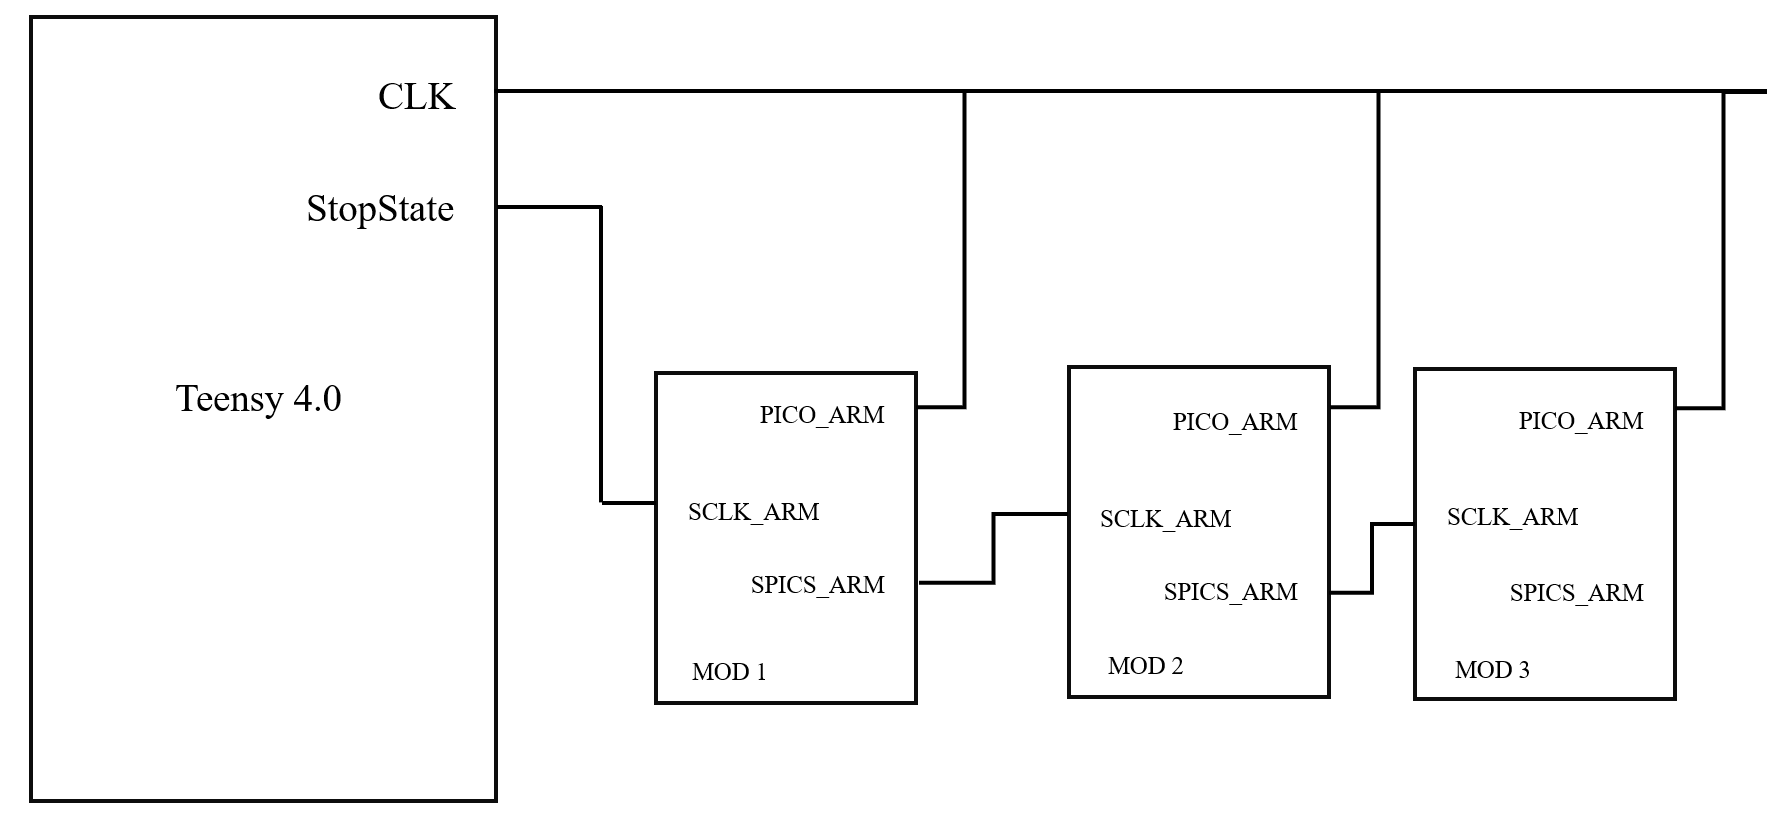 CLK
StopState
Teensy 4.0
PICO_ARM
SCLK_ARM
SPICS_ARM
MOD 1
PICO_ARM
SCLK_ARM
SPICS_ARM
MOD 2
PICO_ARM
SCLK_ARM
SPICS_ARM
MOD 3